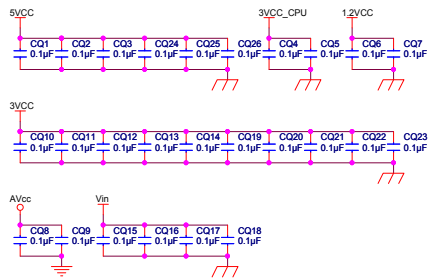 5VCC 3VCC_CPU 1.2VCC
CQ1 CQ2 CQ3 CQ24 CQ25 CQ26 CQ4 CQ5 CQ6 CQ7
0.1µF 0.1µF 0.1µF 0.1µF 0.1µF 0.1µF 0.1µF 0.1µF 0.1µF 0.1µF
3VCC
CQ10 CQ11 CQ12 CQ13 CQ14 CQ19 CQ20 CQ21 CQ22 CQ23
0.1µF 0.1µF 0.1µF 0.1µF 0.1µF 0.1µF 0.1µF 0.1µF 0.1µF 0.1µF
AVcc Vin
CQ8 CQ9 CQ15 CQ16 CQ17 CQ18
0.1µF 0.1µF 0.1µF 0.1µF 0.1µF 0.1µF